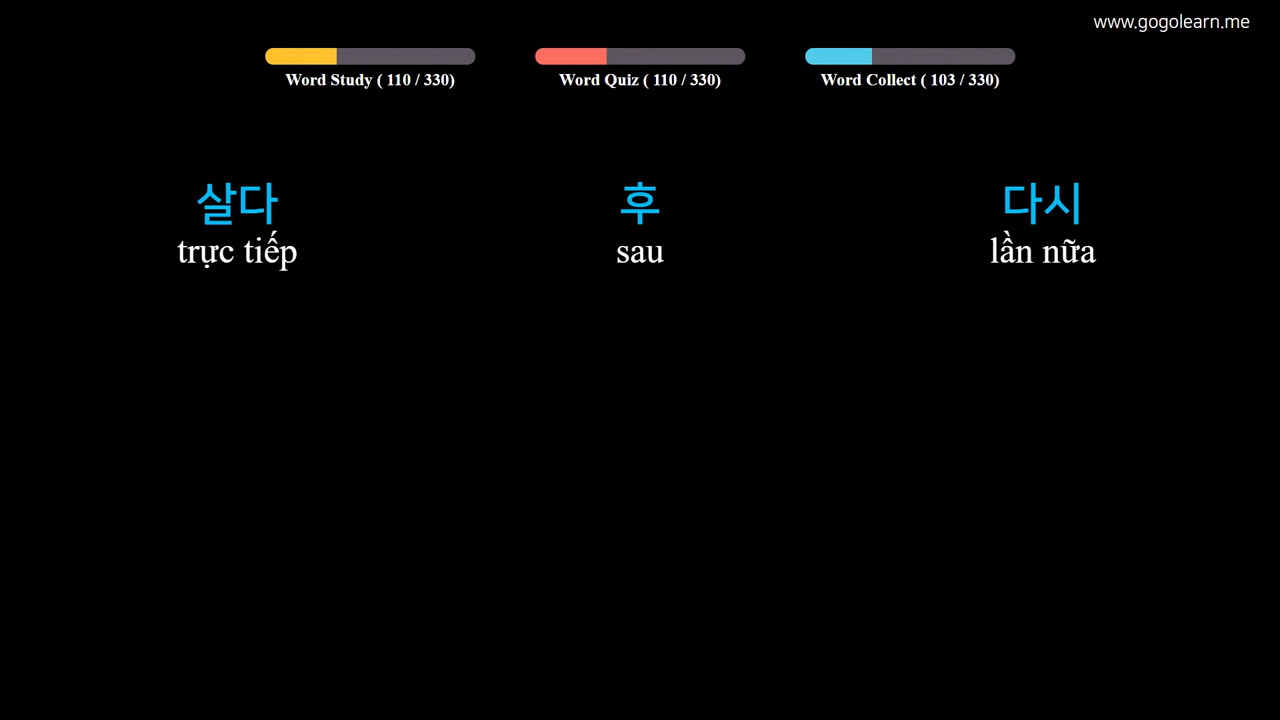 www.gogolearn.me
Word Study ( 110 / 330)
Word Quiz ( 110 / 330)
Word Collect ( 103 / 330)
살다
trực tiếp
후
sau
다시
lần nữa